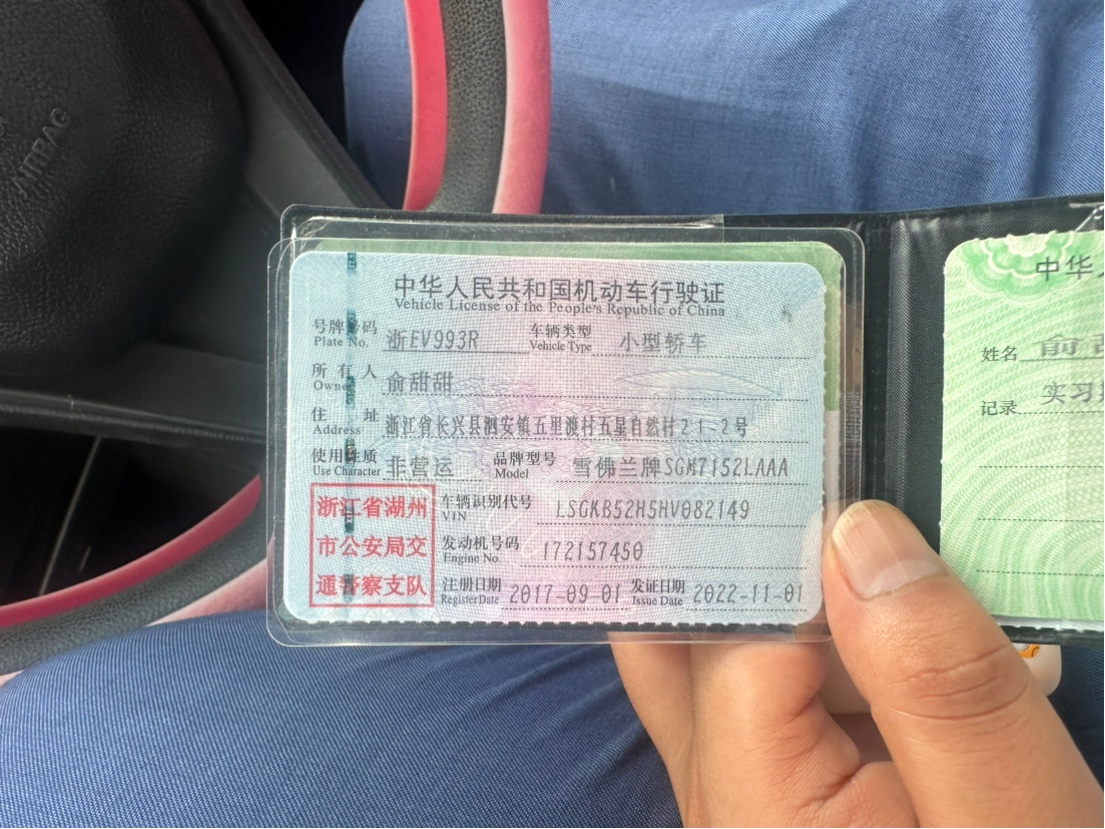 AIRBAG
中华人民共和国机动车行驶证
Vehicle License of the People's Republic of China
号牌号码 浙EV993R 车辆类型 小型轿车
Plate No. Vehicle Type
所有人 俞甜甜
Owner
住址 浙江省长兴县泗安镇五里渡村五星自然村21-2号
Address
使用性质 非营运 品牌型号 雪佛兰牌SGM7152LAAA
Use Character Model
浙江省湖州
市公安局交
通警察支队
车辆识别代号 LSGKB52H5HV082149
VIN
发动机号码 172157450
Engine No.
注册日期 2017-09-01 发证日期 2022-11-01
Register Date Issue Date
中华人
姓名 俞
记录 实习